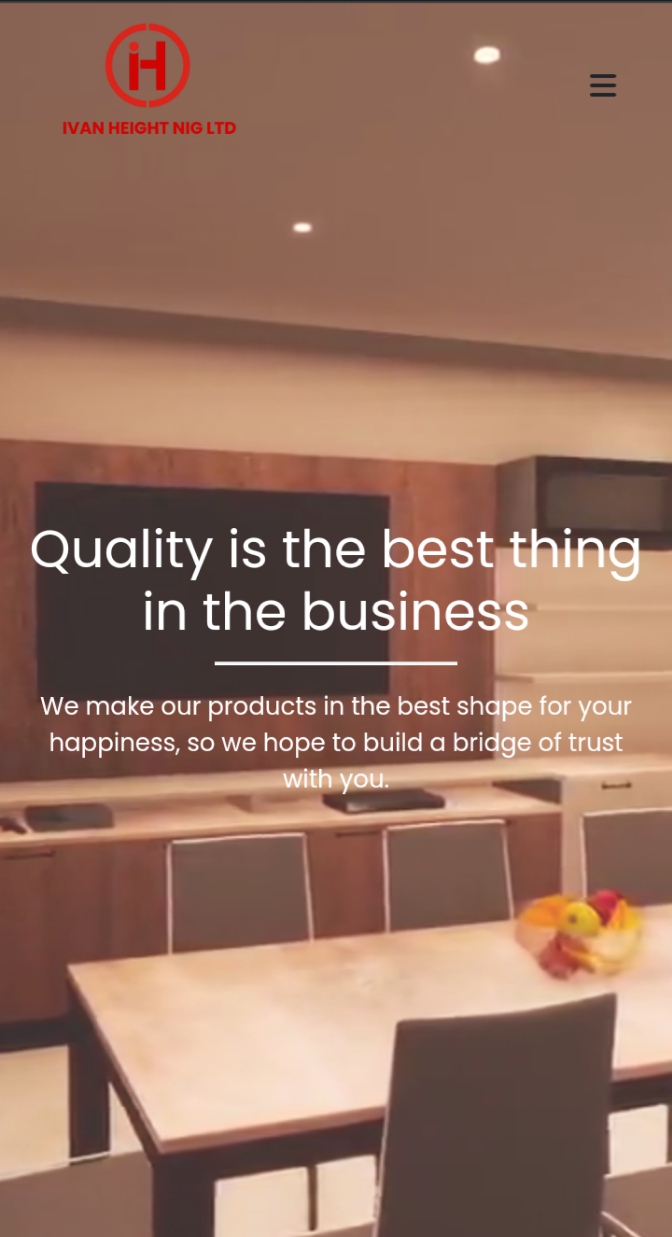 iH
IVAN HEIGHT NIG LTD
Quality is the best thing
in the business
We make our products in the best shape for your
happiness, so we hope to build a bridge of trust
with you.